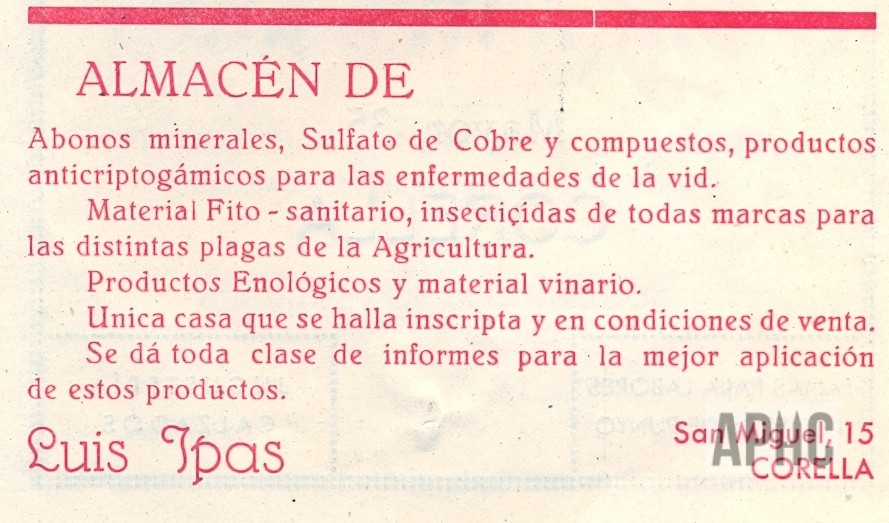 ALMACÉN DE
Abonos minerales, Sulfato de Cobre y compuestos, productos
anticriptogámicos para las enfermedades de la vid.
Material Fito-sanitario, insectiçidas de todas marcas para
las distintas plagas de la Agricultura.
Productos Enológicos y material vinario.
Unica casa que se halla inscripta y en condiciones de venta.
Se dá toda clase de informes para la mejor aplicación
de estos productos.
Luis Ipas
San Miguel, 15
APHC
CORELLA